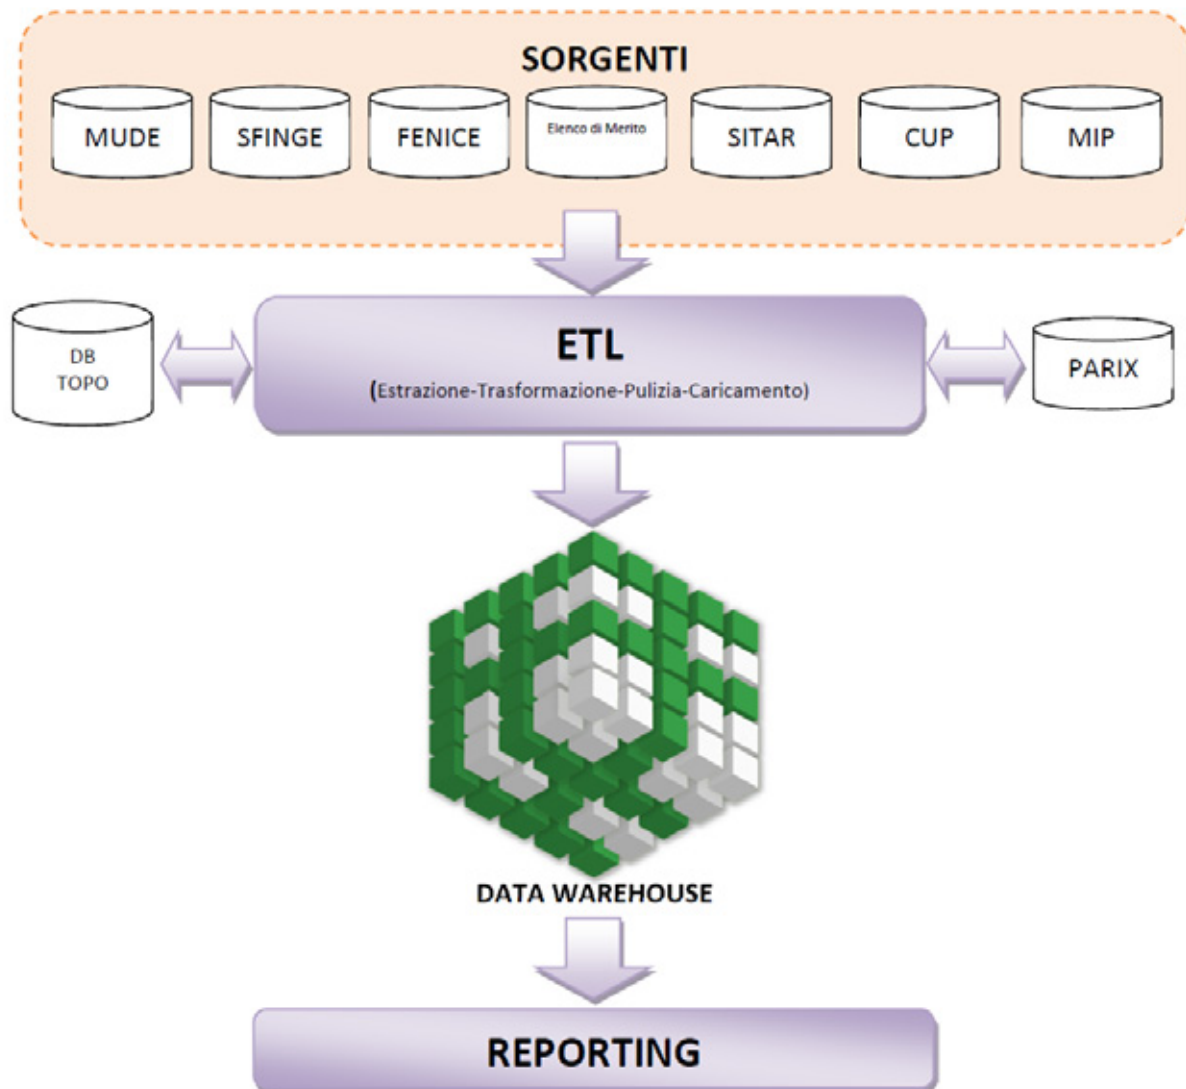 SORGENTI
MUDE
SFINGE
FENICE
Elenco di Merito
SITAR
CUP
MIP
DB
TOPO
ETL
(Estrazione-Trasformazione-Pulizia-Caricamento)
PARIX
DATA WAREHOUSE
REPORTING